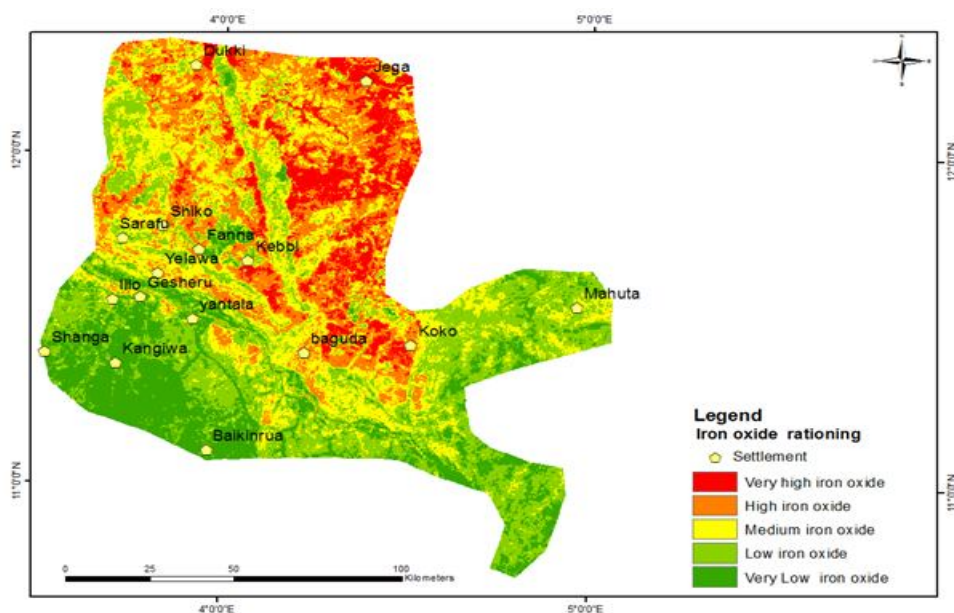 4°0'0"E 5°0'0"E
Dukki
Jega
12°0'0"N 12°0'0"N
Shiko
Sarafu
Fanna
Kebbi
Yelawa
Illo Gesheru
Mahuta
yantala
Shanga
baguda Koko
Kangiwa
Baikinrua
Legend
Iron oxide rationing
Settlement
Very high iron oxide
High iron oxide
Medium iron oxide
Low iron oxide
Very Low iron oxide
11°0'0"N 11°0'0"N
0 25 50 100
Kilometers
4°0'0"E 5°0'0"E